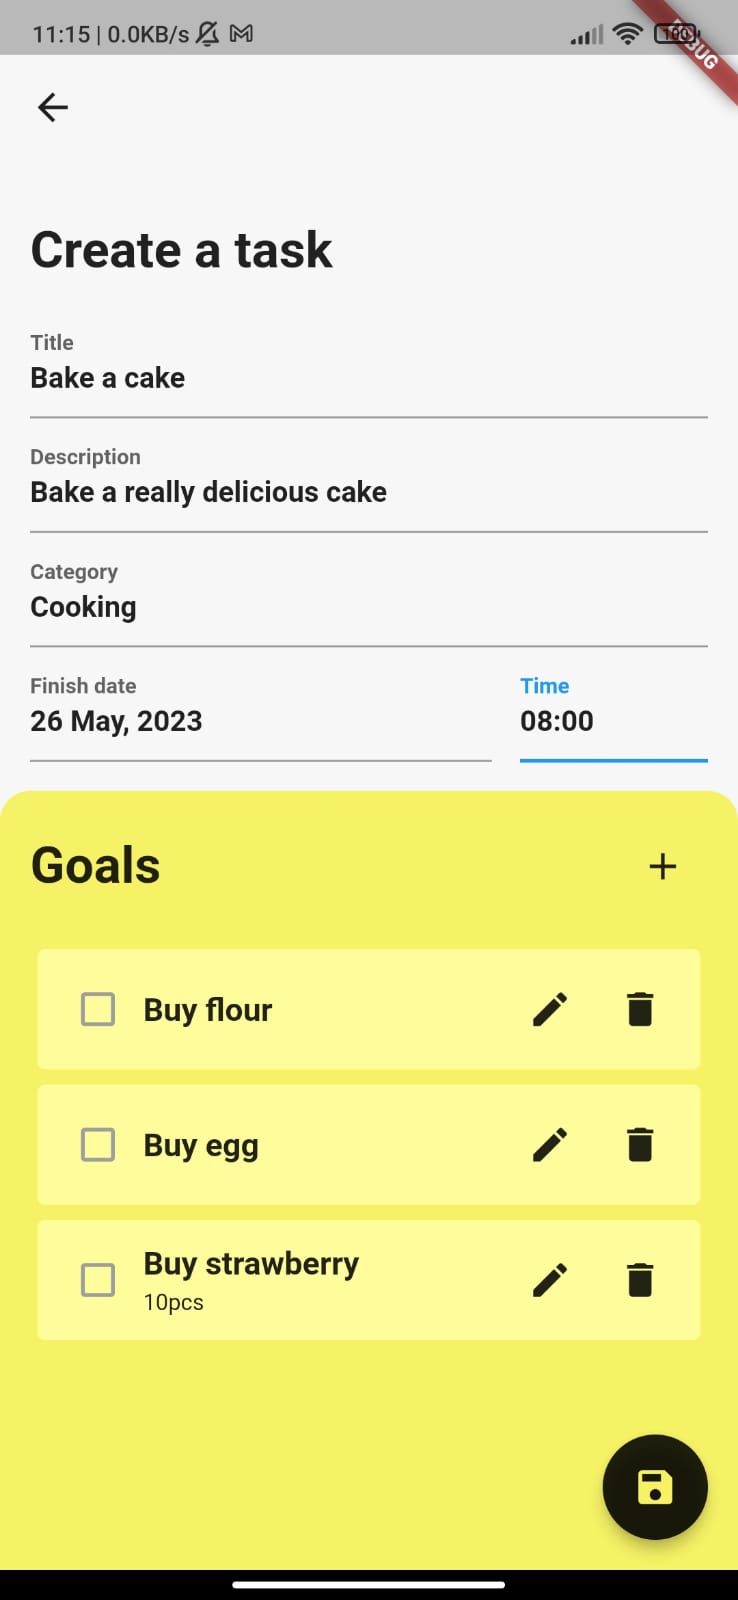 11:15 | 0.0KB/s
100
DEBUG
Create a task
Title
Bake a cake
Description
Bake a really delicious cake
Category
Cooking
Finish date
Time
26 May, 2023
08:00
Goals
Buy flour
Buy egg
Buy strawberry
10pcs